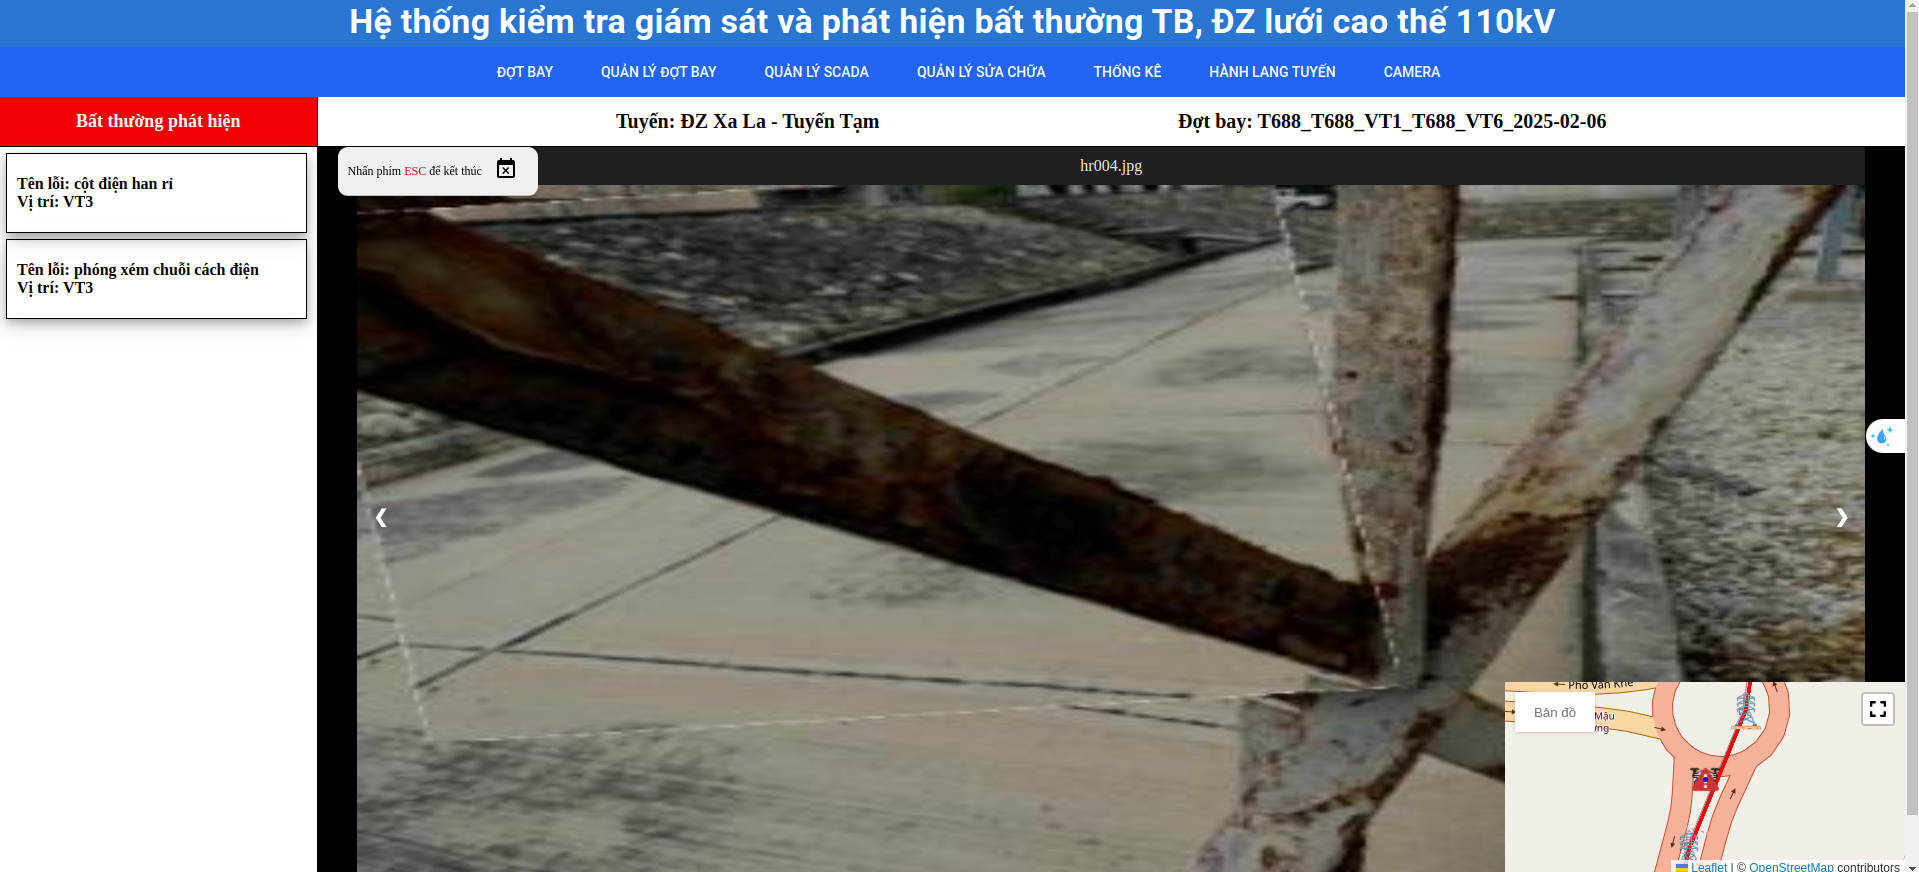 Hệ thống kiểm tra giám sát và phát hiện bất thường TB, ĐZ lưới cao thế 110kV
ĐỢT BAY QUẢN LÝ ĐỢT BAY QUẢN LÝ SCADA QUẢN LÝ SỬA CHỮA THỐNG KÊ HÀNH LANG TUYẾN CAMERA
Bất thường phát hiện
Tuyến: ĐZ Xa La - Tuyến Tạm
Đợt bay: T688_T688_VT1_T688_VT6_2025-02-06
Tên lỗi: cột điện han rỉ
Vị trí: VT3
Tên lỗi: phóng xém chuỗi cách điện
Vị trí: VT3
Nhấn phím ESC để kết thúc
hr004.jpg
❮
❯
Phố Văn Khê
Bản đồ
Mậu
Leaflet | © OpenStreetMap contributors